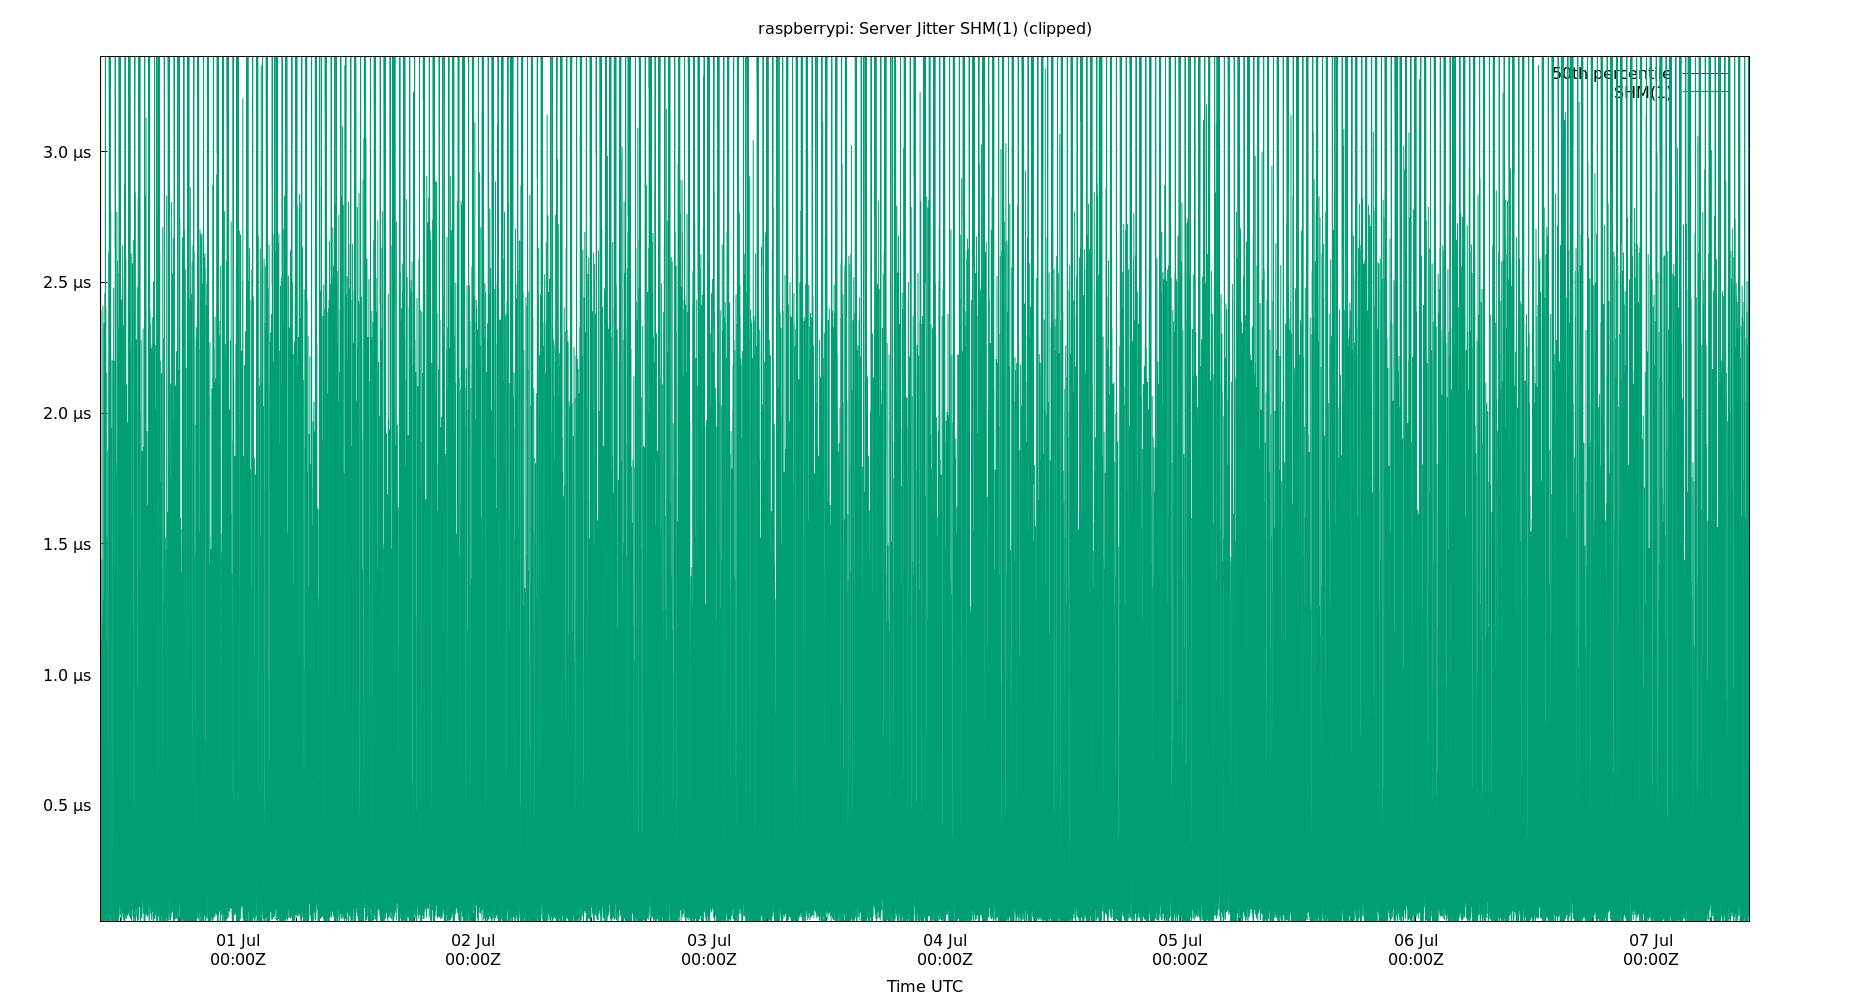 raspberrypi: Server Jitter SHM(1) (clipped)
50th percentile
SHM(1)
3.0 µs
2.5 µs
2.0 µs
1.5 µs
1.0 µs
0.5 µs
01 Jul 02 Jul 03 Jul 04 Jul 05 Jul 06 Jul 07 Jul
00:00Z 00:00Z 00:00Z 00:00Z 00:00Z 00:00Z 00:00Z
Time UTC